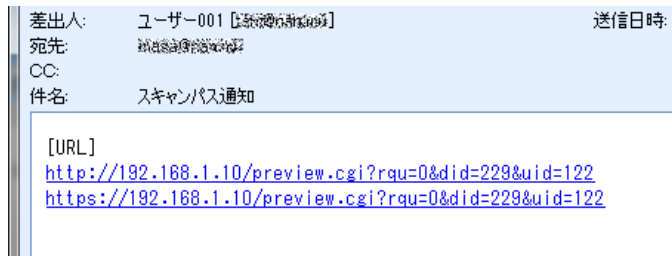 差出人: ユーザー001 [ ] 送信日時:
宛先:
CC:
件名: スキャンパス通知
[URL]
http://192.168.1.10/preview.cgi?rqu=0&did=229&uid=122
https://192.168.1.10/preview.cgi?rqu=0&did=229&uid=122